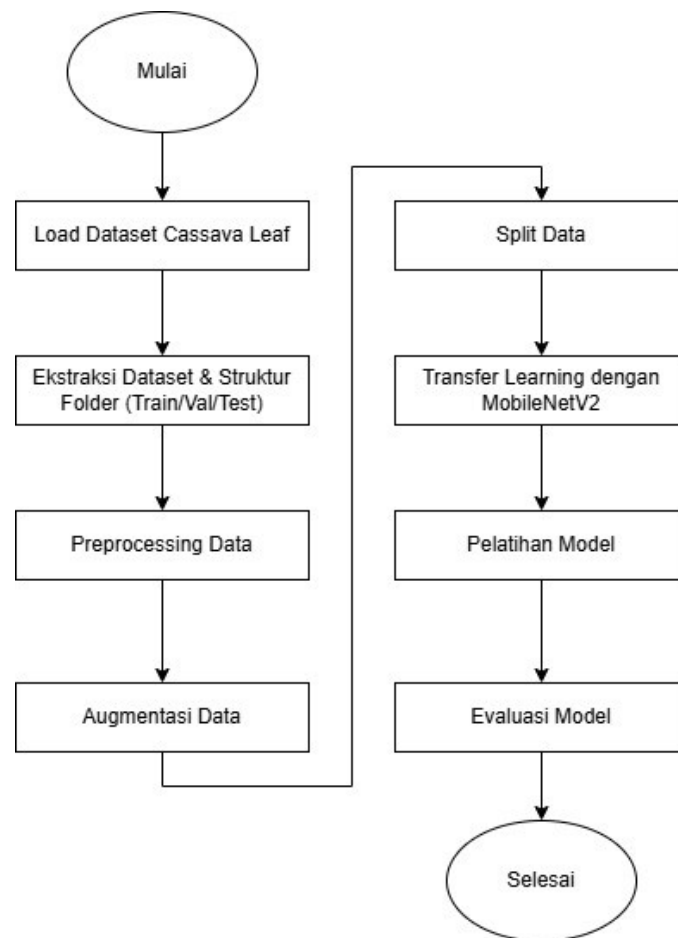 Mulai
Load Dataset Cassava Leaf
Ekstraksi Dataset & Struktur
Folder (Train/Val/Test)
Preprocessing Data
Augmentasi Data
Split Data
Transfer Learning dengan
MobileNetV2
Pelatihan Model
Evaluasi Model
Selesai